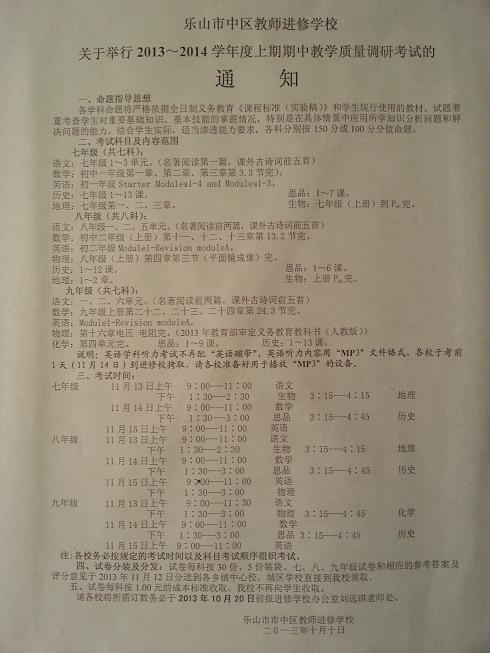 乐山市中区教师进修学校
关于举行2013～2014学年度上期期中教学质量调研考试的
通 知
一、命题指导思想
各学科命题将严格依据全日制义务教育《课程标准（实验稿）》和学生现行使用的教材。试题着
重考查学生对重要基础知识、基本技能的掌握情况，特别是在具体情景中应用所学知识分析问题和解
决问题的能力，结合学生实际，适当渗透能力要求，各科分别按150分或100分分值命题。
二、考试科目及内容范围
七年级（共七科）：
语文：七年级1～3单元。（名著阅读第一篇，课外古诗词前五首）
数学：初中一年级第一章、第二章、第三章第3.3节完）。
英语：初一年级Starter Modules1-4 and Modules1-3。
历史：七年级1～13课。 思品：1～7课。
地理：七年级第一、二、三章。 生物：七年级（上册）到P完。
八年级（共八科）：
语文：八年级一、二、五单元。（名著阅读前两篇，课外古诗词前五首）
数学：初中二年级（上册）第十一、十二、十三章第13.2节完。
英语：初二年级Module1-Revision moduleA。
物理：八年级（上册）第四章第三节（平面镜成像）完。
历史：1～12课。 思品：1～6课。
地理：1～2章。 生物：上册P完。
九年级（共七科）：
语文：一、二、六单元。（名著阅读前两篇，课外古诗词前五首）
数学：九年级上册第二十二、二十三、二十四章第24.3节完。
英语：Module1-Revision moduleA。
物理：第十六章电压 电阻完。（2013年教育部审定义务教育教科书（人教版））
化学：第四单元完。 思品：1～9课。 历史：1～13课。
说明：英语学科听力考试不再配“英语磁带”，英语听力内容用“MP3”文件格式，各校于考前
1天（11月14日）到进修校拷取，请各校准备好用于播放“MP3”的设备。
三、考试时间：
七年级 11月13日上午 9：00---11：00 语文
下午 1：30---2：30 生物 3：15---4：15 地理
11月14日上午 9：00---11：00 数学
下午 1：30---3：00 思品 3：15---4：45 历史
11月15日上午 9：00---11：00 英语
八年级 11月13日上午 9：00---11：00 语文
下午 1：30---2：30 生物 3：15---4：15 地理
11月14日上午 9：00---11：00 数学
下午 1：30---3：00 思品 3：15---4：45 历史
11月15日上午 9：00---11：00 英语
下午 1：30---3：00 物理
九年级 11月13日上午 9：00---11：30 语文
下午 1：30---3：00 物理 3：15---4：45 化学
11月14日上午 9：00---11：00 数学
下午 1：30---3：00 思品 3：15---4：45 历史
11月15日上午 9：00---11：00 英语
注：各校务必按规定的考试时间以及科目考试顺序组织考试。
四、试卷分装及分发：试卷每科按30份、5份装袋。七、八、九年级试卷和相应的参考答案及
评分意见于2013年11月12日分送到各乡镇中心校，城区学校直接到我校领取。
五、试卷每科按1.00元的成本标准收取，我校不再向学生收取。
请各校将所需订数务必于2013年10月20日前报进修学校办公室刘远琪老师处。
乐山市市中区教师进修学校
二0一三年十月十日